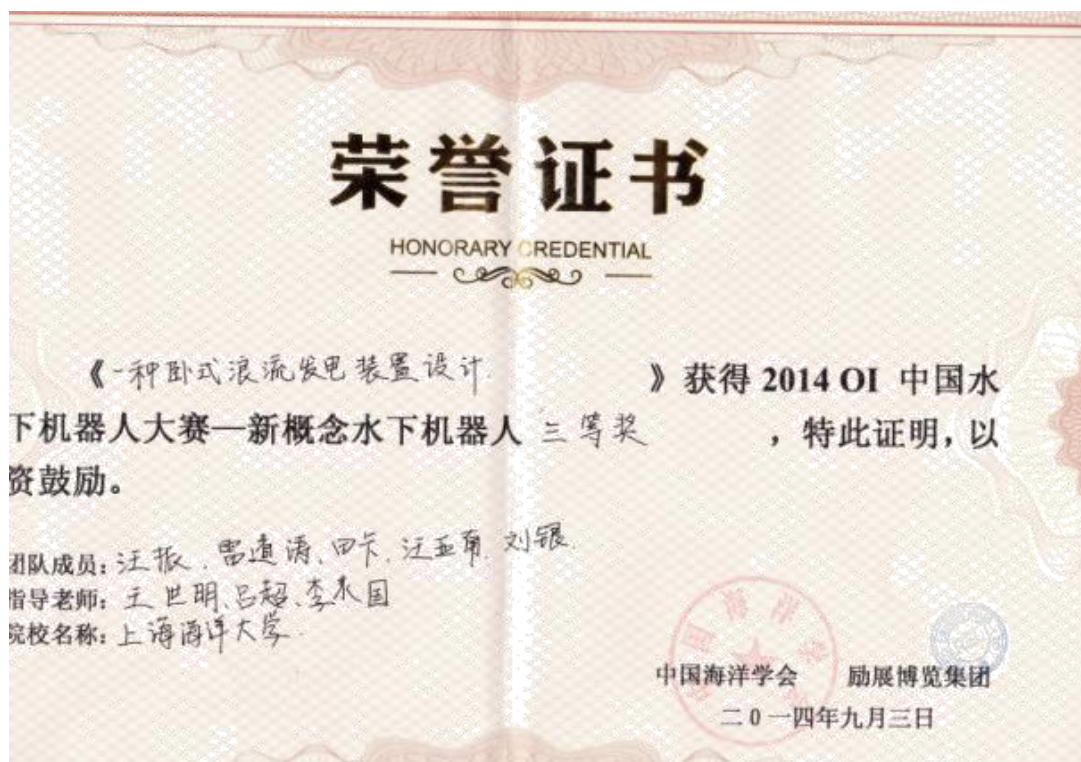 荣誉证书
HONORARY CREDENTIAL
《一种卧式浪流发电装置设计 》获得 2014 OI 中国水
下机器人大赛—新概念水下机器人 三等奖 ，特此证明，以
资鼓励。
团队成员：汪振、雷道涛、田卡、汪亚南、刘银
指导老师：王世明、吕超、李永国
院校名称：上海海洋大学
中国海洋学会 励展博览集团
二0一四年九月三日